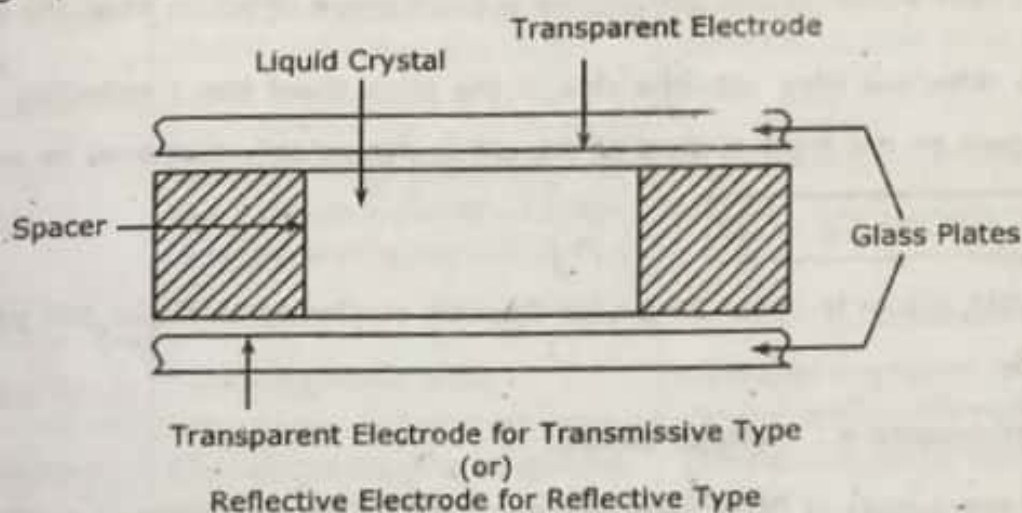 Transparent Electrode
Liquid Crystal
Spacer
Glass Plates
Transparent Electrode for Transmissive Type
(or)
Reflective Electrode for Reflective Type